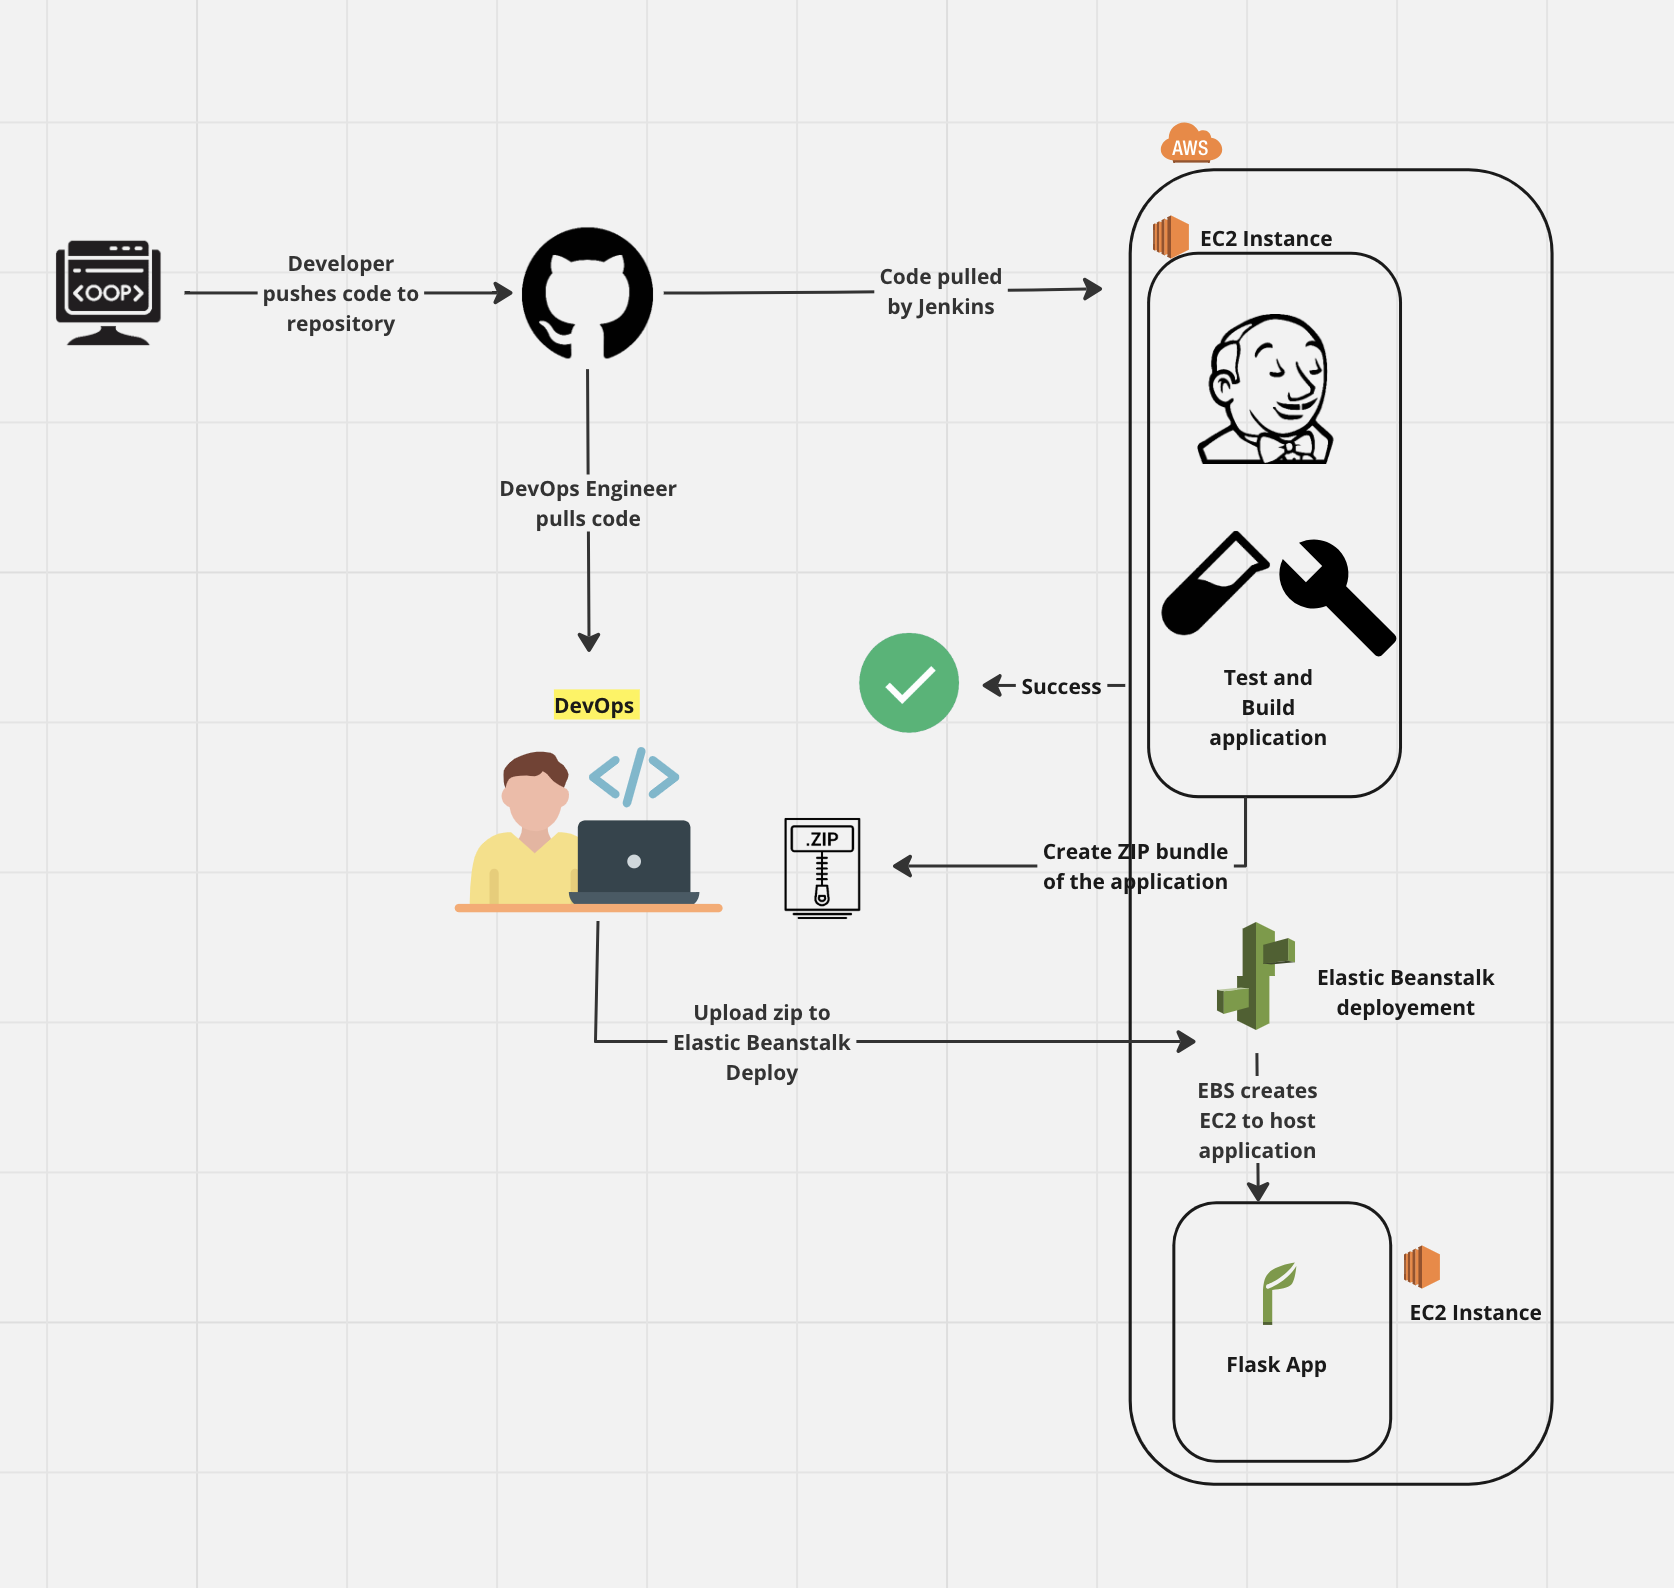 AWS
EC2 Instance
<OOP>
Developer
pushes code to
repository
Code pulled
by Jenkins
DevOps Engineer
pulls code
Success
Test and
Build
application
DevOps
</>
.ZIP
Create ZIP bundle
of the application
Elastic Beanstalk
deployement
Upload zip to
Elastic Beanstalk
Deploy
EBS creates
EC2 to host
application
EC2 Instance
Flask App